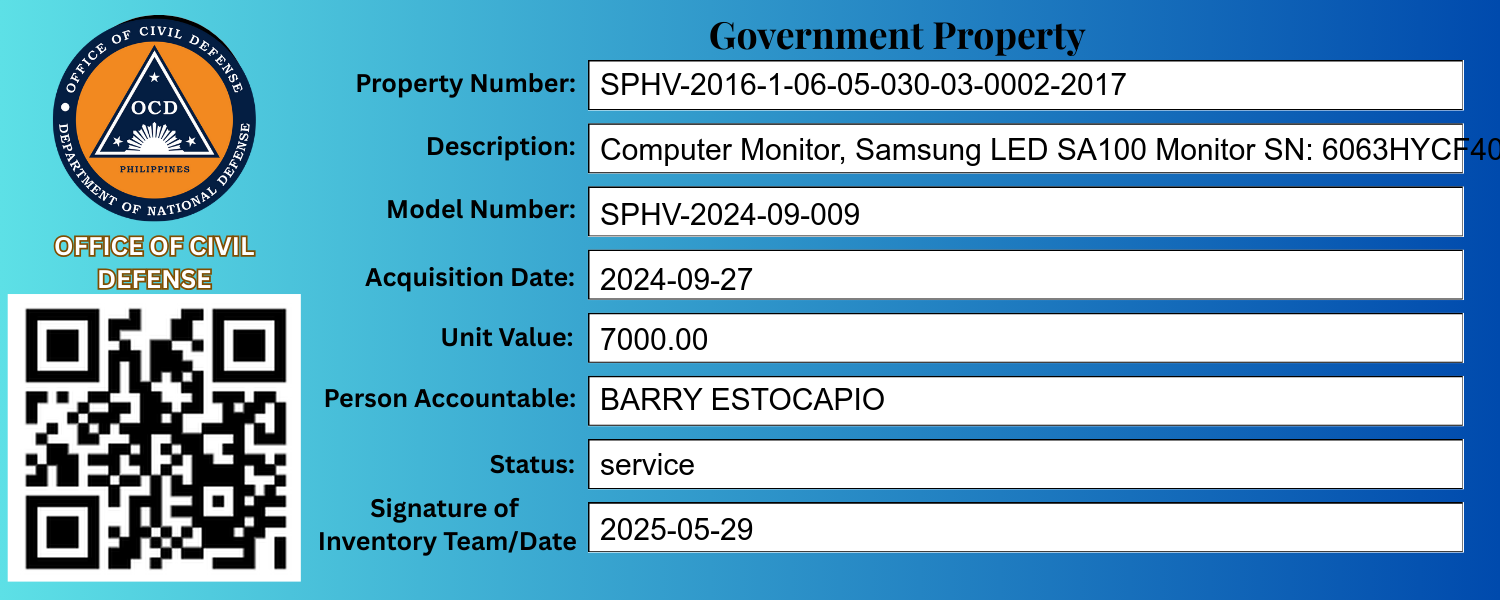 OFFICE OF CIVIL DEFENSE
OCD
PHILIPPINES
DEPARTMENT OF NATIONAL DEFENSE
OFFICE OF CIVIL
DEFENSE
Government Property
Property Number: SPHV-2016-1-06-05-030-03-0002-2017
Description: Computer Monitor, Samsung LED SA100 Monitor SN: 6063HYCF40
Model Number: SPHV-2024-09-009
Acquisition Date: 2024-09-27
Unit Value: 7000.00
Person Accountable: BARRY ESTOCAPIO
Status: service
Signature of
Inventory Team/Date 2025-05-29